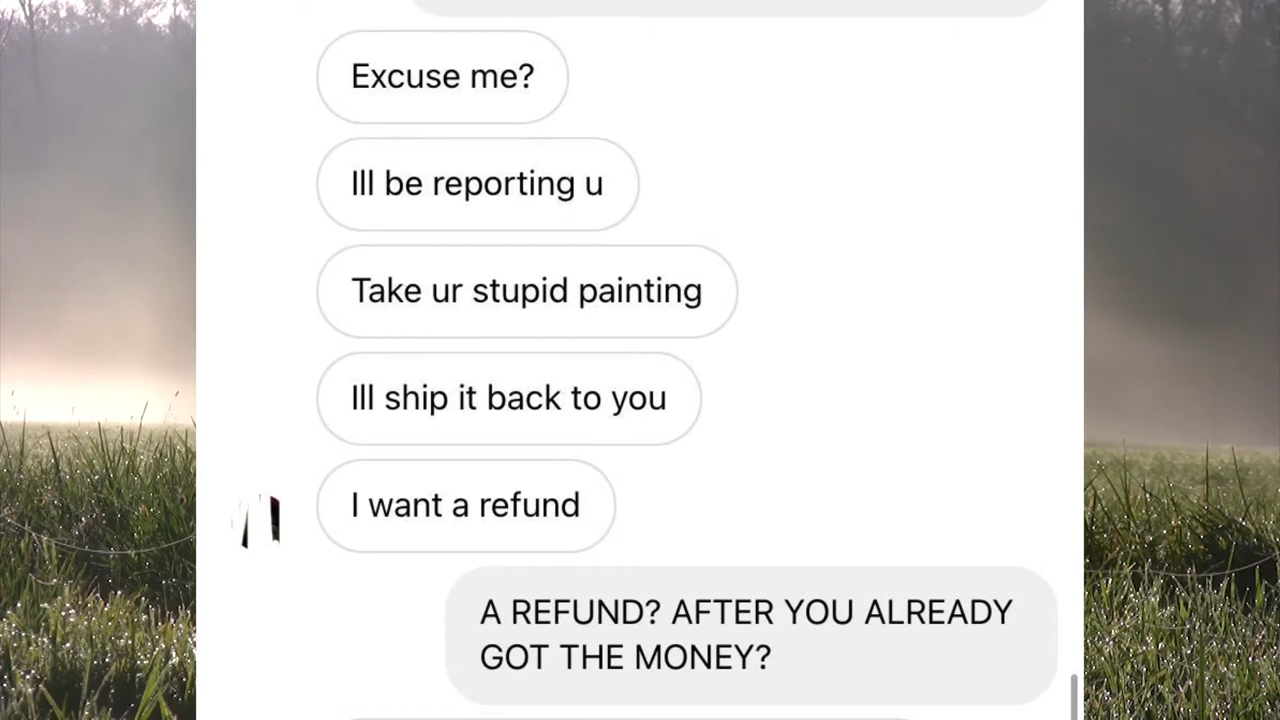 Excuse me?
Ill be reporting u
Take ur stupid painting
Ill ship it back to you
I want a refund
A REFUND? AFTER YOU ALREADY
GOT THE MONEY?